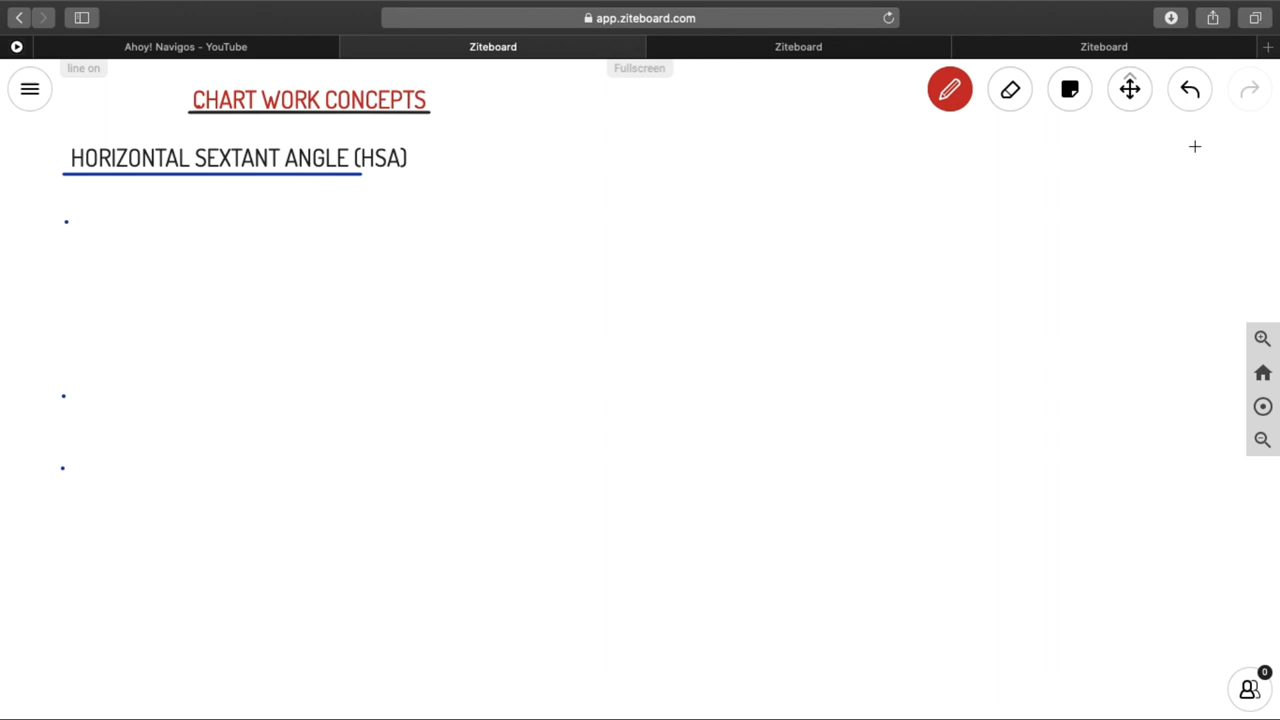 app.ziteboard.com
Ahoy! Navigos - YouTube
Ziteboard
Ziteboard
Ziteboard
line on
Fullscreen
CHART WORK CONCEPTS
HORIZONTAL SEXTANT ANGLE (HSA)
0